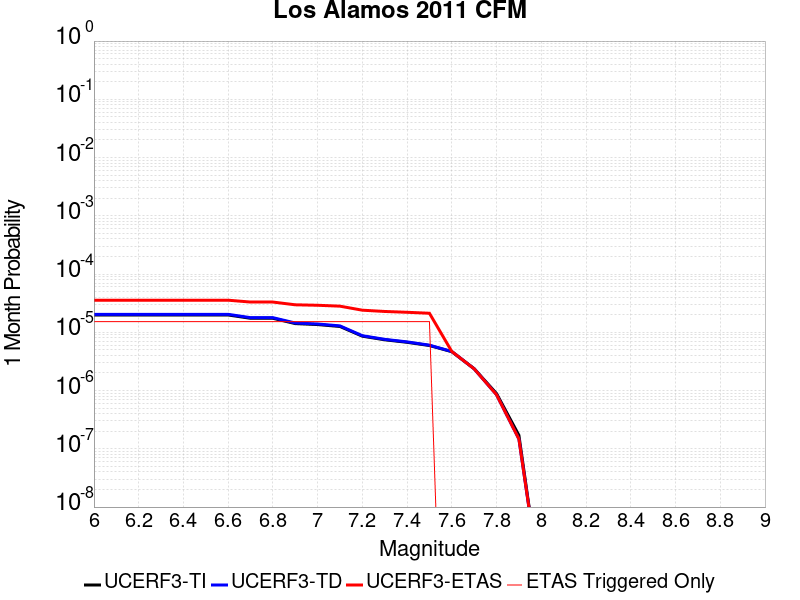 Los Alamos 2011 CFM
1 Month Probability
10^0
10^-1
10^-2
10^-3
10^-4
10^-5
10^-6
10^-7
10^-8
6 6.2 6.4 6.6 6.8 7 7.2 7.4 7.6 7.8 8 8.2 8.4 8.6 8.8 9
Magnitude
UCERF3-TI UCERF3-TD UCERF3-ETAS ETAS Triggered Only